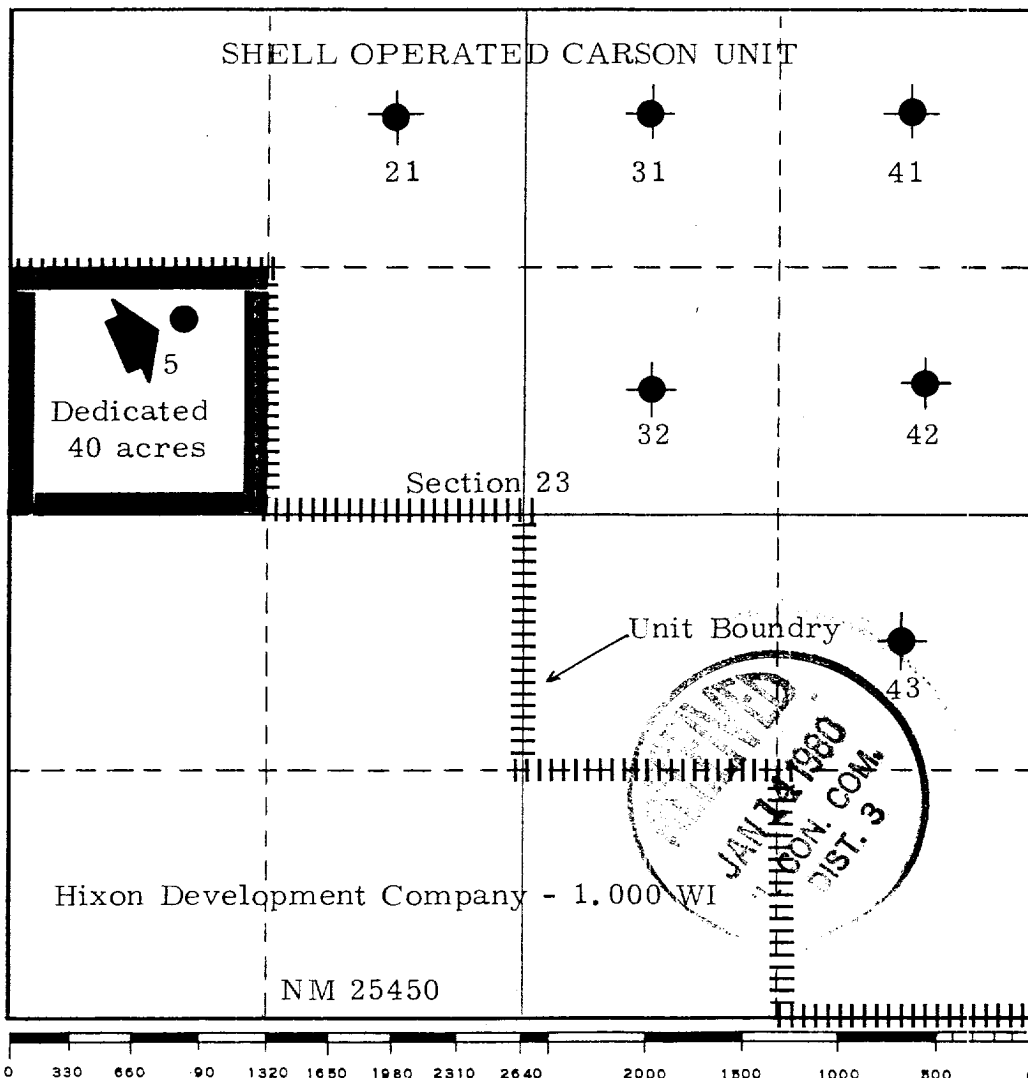 SHELL OPERATED CARSON UNIT
21 31 41
5
Dedicated
40 acres
32 42
Section 23
Unit Boundry
43
JAN 1980
CON. COM.
DIST. 3
Hixon Development Company - 1.000 WI
NM 25450
0 330 660 90 1320 1650 1980 2310 2640 2000 1500 1000 500